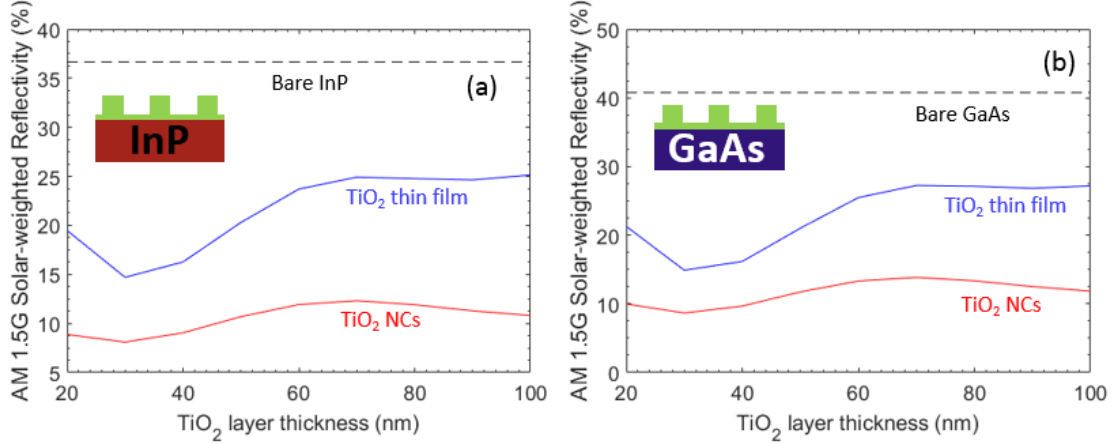 AM 1.5G Solar-weighted Reflectivity (%)
40
35
30
25
20
15
10
5
Bare InP
(a)
InP
TiO₂ thin film
TiO₂ NCs
20 40 60 80 100
TiO₂ layer thickness (nm)
AM 1.5G Solar-weighted Reflectivity (%)
50
40
30
20
10
0
(b)
Bare GaAs
GaAs
TiO₂ thin film
TiO₂ NCs
20 40 60 80 100
TiO₂ layer thickness (nm)